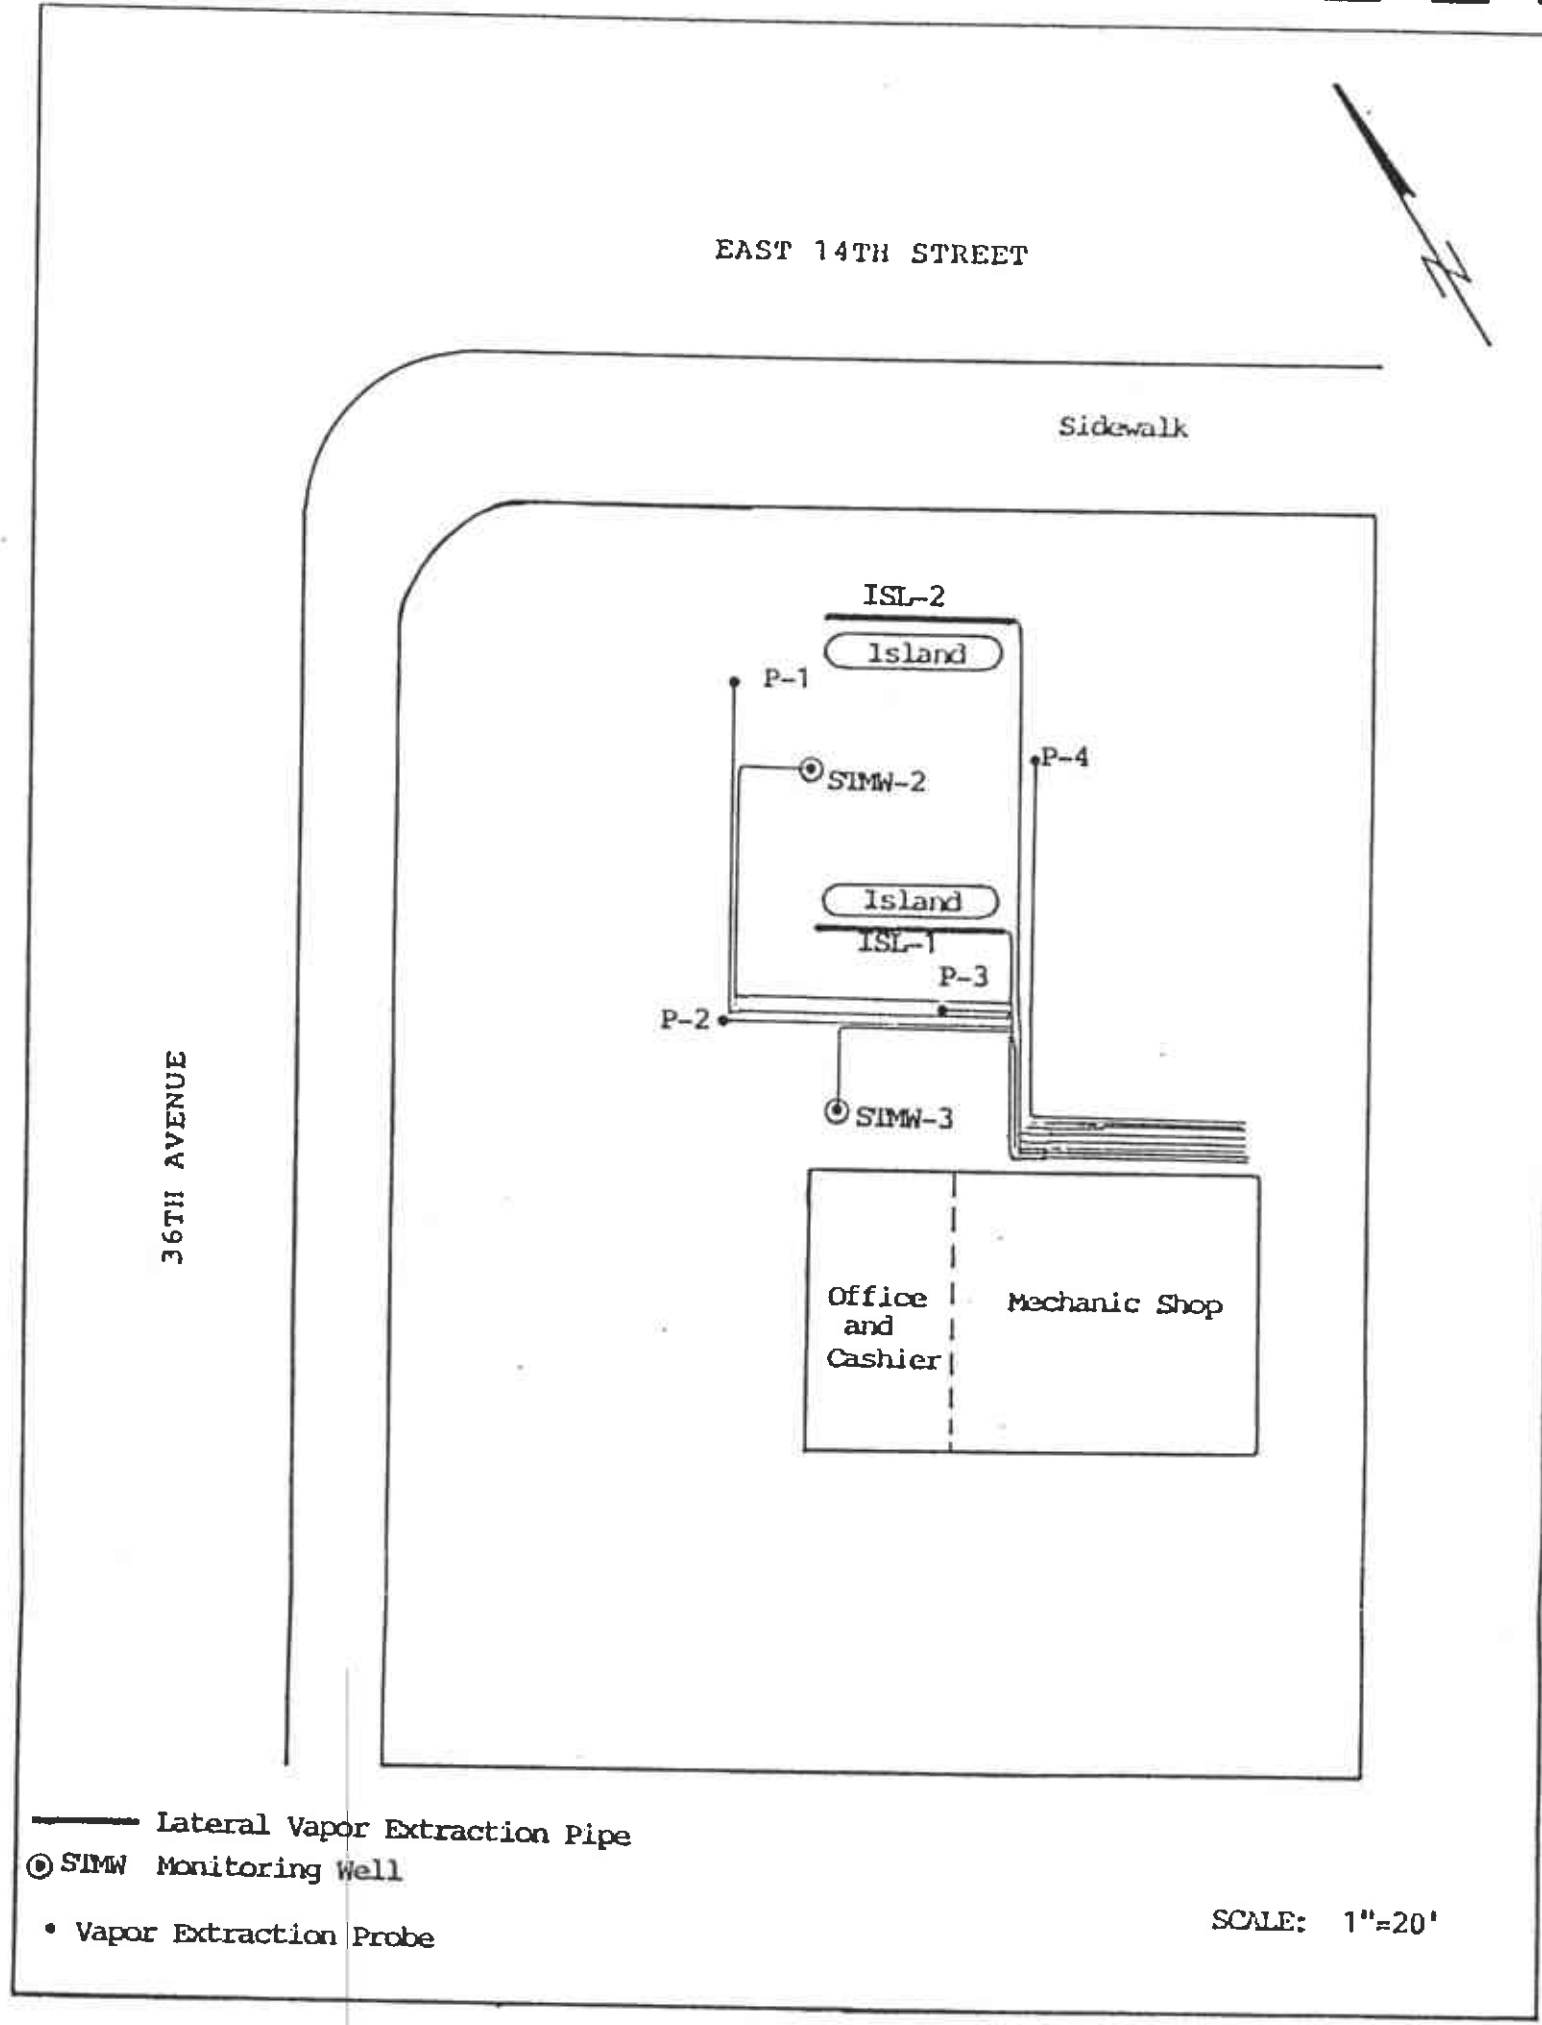 EAST 14TH STREET
Sidewalk
ISL-2
Island
P-1
P-4
STMW-2
Island
ISL-1
P-3
P-2
36TH AVENUE
STMW-3
Office
and
Cashier
Mechanic Shop
Lateral Vapor Extraction Pipe
STMW Monitoring Well
Vapor Extraction Probe
SCALE: 1"=20'
N